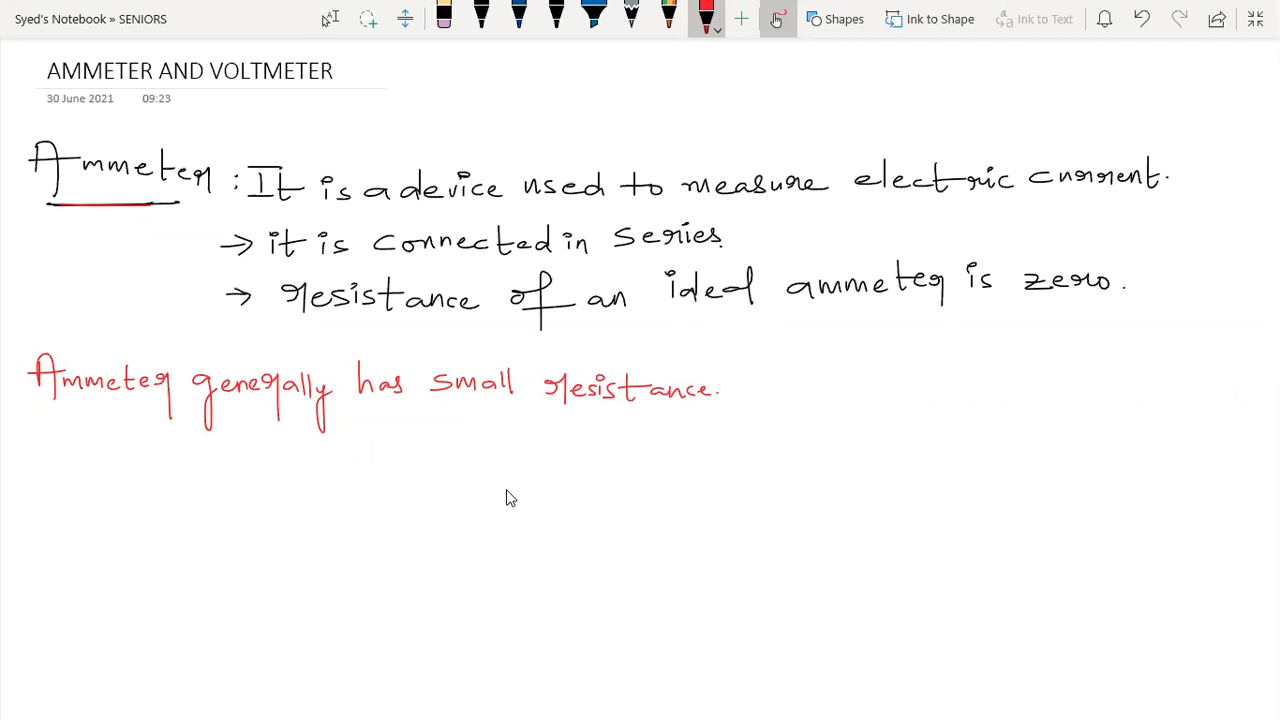 Syed's Notebook » SENIORS
Shapes
Ink to Shape
Ink to Text
AMMETER AND VOLTMETER
30 June 2021 09:23
Ammeter : It is a device used to measure electric current.
→ it is connected in series.
→ resistance of an ideal ammeter is zero.
Ammeter generally has small resistance.